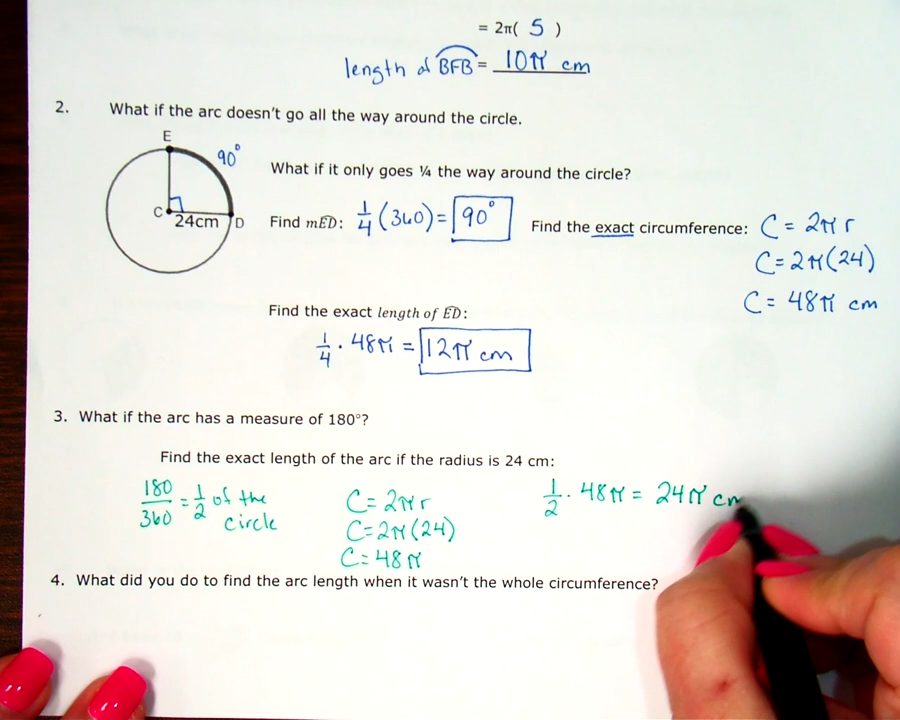 = 2π( 5 )
length of BFB = 10π cm
2. What if the arc doesn't go all the way around the circle.
E
90°
C 24cm D
What if it only goes ¼ the way around the circle?
Find mED: 1/4 (360) = 90°
Find the exact circumference: C = 2πr
C = 2π(24)
C = 48π cm
Find the exact length of ED:
1/4 · 48π = 12π cm
3. What if the arc has a measure of 180°?
Find the exact length of the arc if the radius is 24 cm:
180/360 = 1/2 of the circle
C = 2πr
C = 2π(24)
C = 48π
1/2 · 48π = 24π cm
4. What did you do to find the arc length when it wasn't the whole circumference?